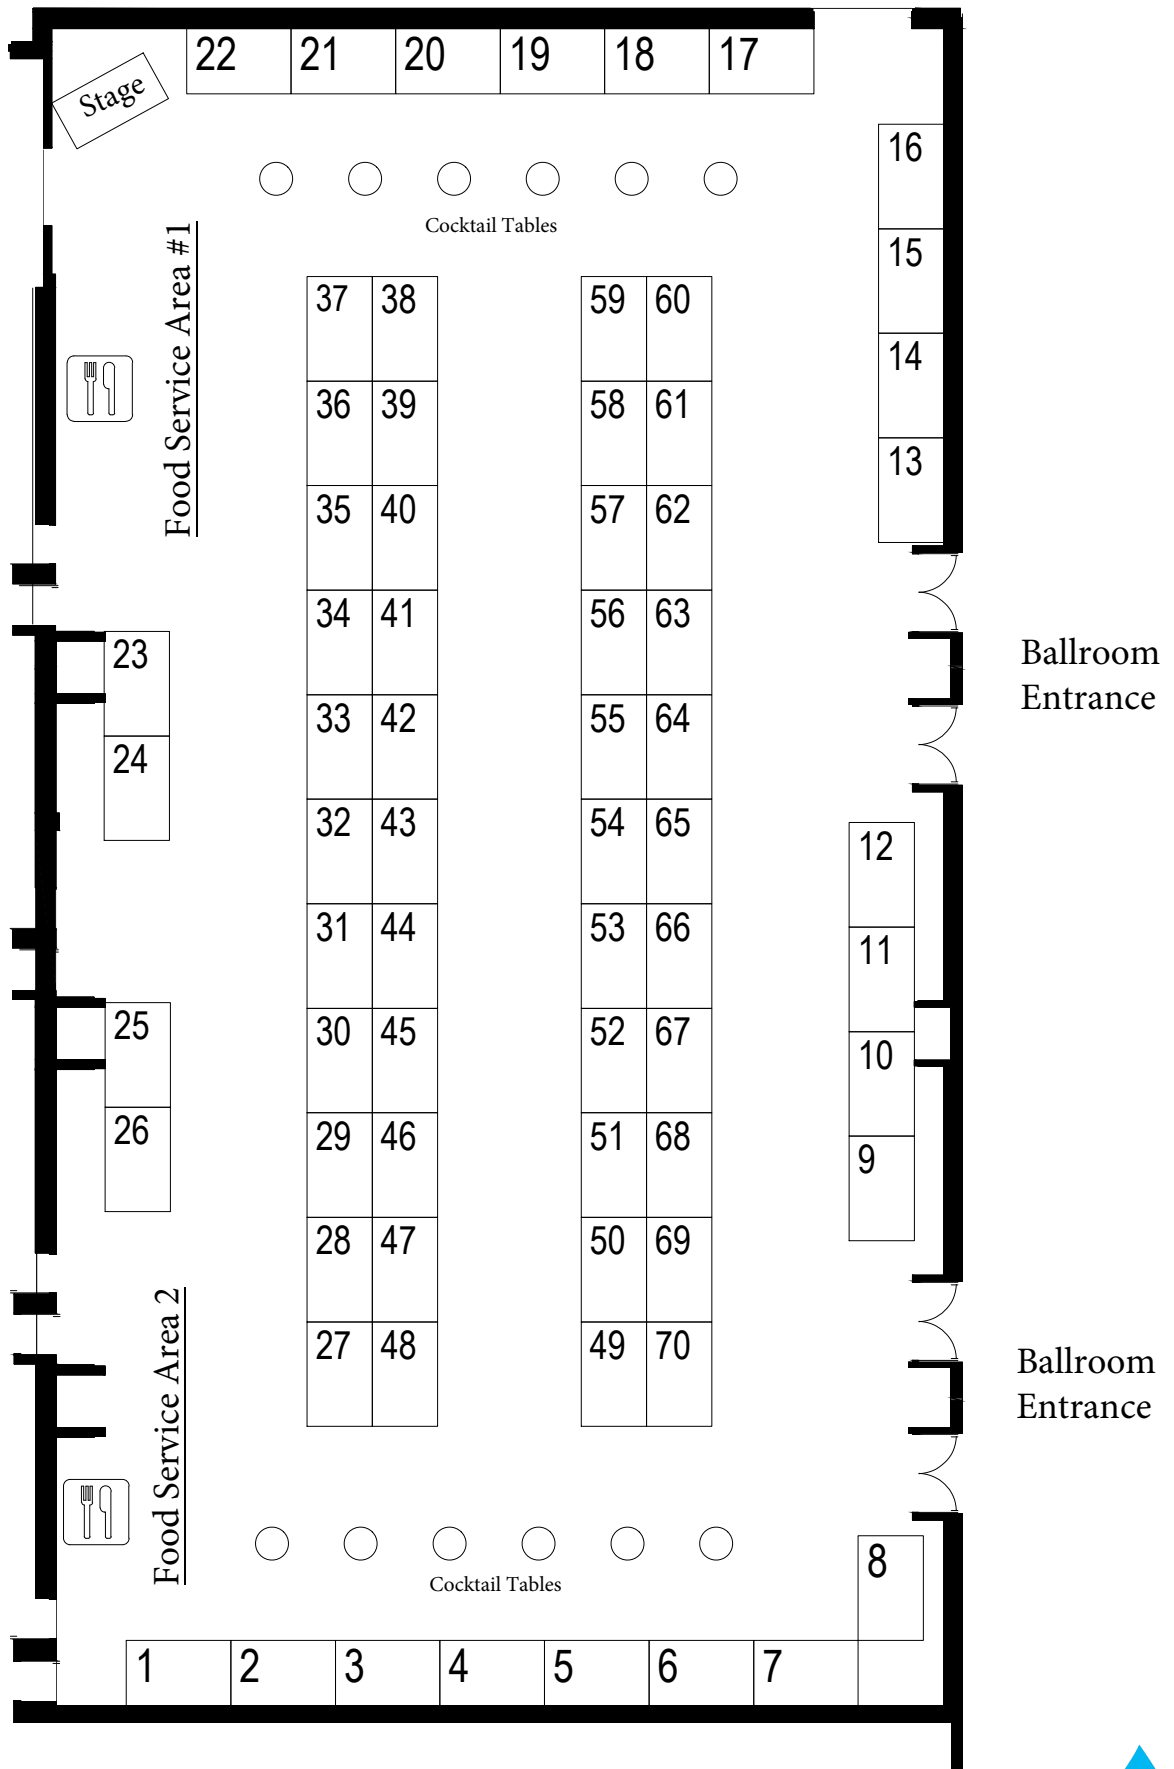 22 21 20 19 18 17
Stage
16
Cocktail Tables
15
Food Service Area #1
37 38 59 60
14
36 39 58 61
13
35 40 57 62
34 41 56 63
23
Ballroom
Entrance
33 42 55 64
24
32 43 54 65
12
31 44 53 66
11
25
30 45 52 67
10
26
29 46 51 68
9
28 47 50 69
Food Service Area 2
27 48 49 70
Ballroom
Entrance
8
Cocktail Tables
1 2 3 4 5 6 7